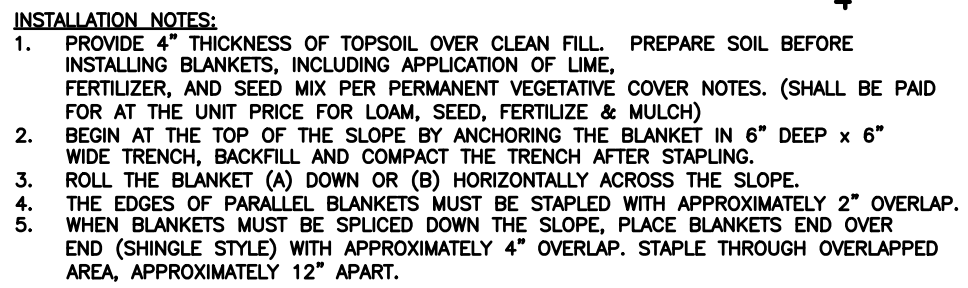 4
INSTALLATION NOTES:
1. PROVIDE 4" THICKNESS OF TOPSOIL OVER CLEAN FILL. PREPARE SOIL BEFORE
INSTALLING BLANKETS, INCLUDING APPLICATION OF LIME,
FERTILIZER, AND SEED MIX PER PERMANENT VEGETATIVE COVER NOTES. (SHALL BE PAID
FOR AT THE UNIT PRICE FOR LOAM, SEED, FERTILIZE & MULCH)
2. BEGIN AT THE TOP OF THE SLOPE BY ANCHORING THE BLANKET IN 6" DEEP x 6"
WIDE TRENCH, BACKFILL AND COMPACT THE TRENCH AFTER STAPLING.
3. ROLL THE BLANKET (A) DOWN OR (B) HORIZONTALLY ACROSS THE SLOPE.
4. THE EDGES OF PARALLEL BLANKETS MUST BE STAPLED WITH APPROXIMATELY 2" OVERLAP.
5. WHEN BLANKETS MUST BE SPLICED DOWN THE SLOPE, PLACE BLANKETS END OVER
END (SHINGLE STYLE) WITH APPROXIMATELY 4" OVERLAP. STAPLE THROUGH OVERLAPPED
AREA, APPROXIMATELY 12" APART.